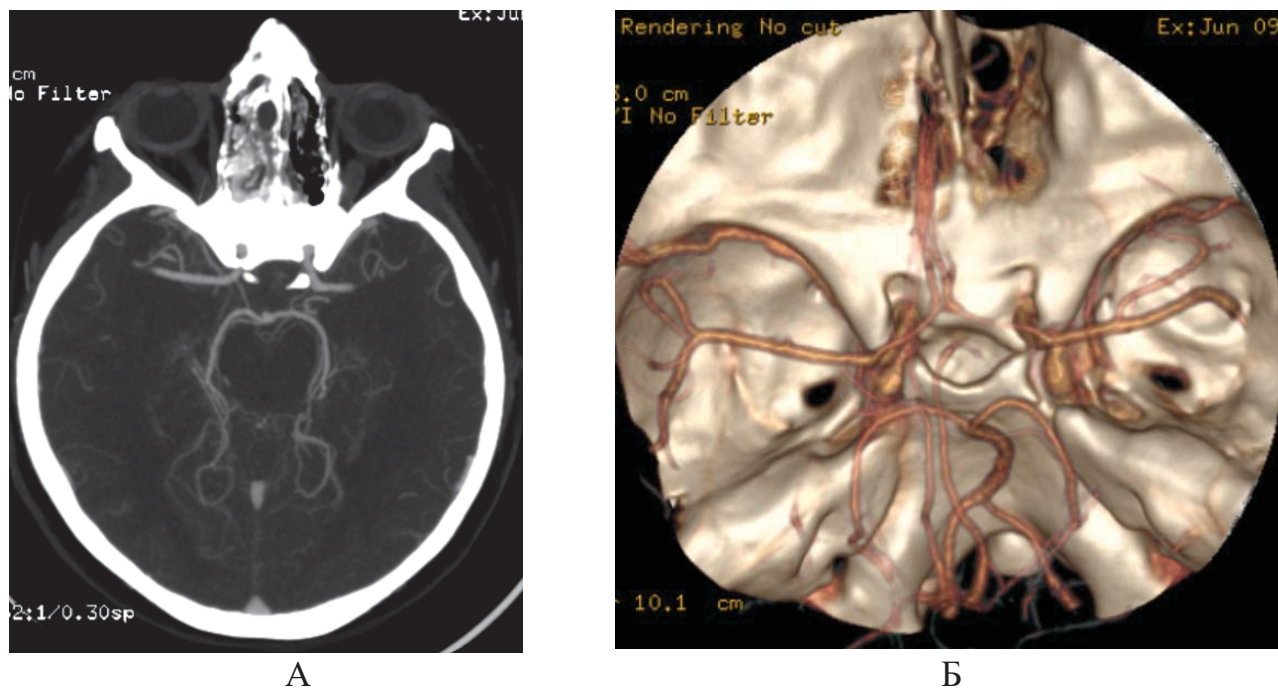 Ex:Ju
cm
No Filter
2:1/0.30sp
Rendering No cut
Ex:Jun 09
3.0 cm
I No Filter
10.1 cm
А
Б